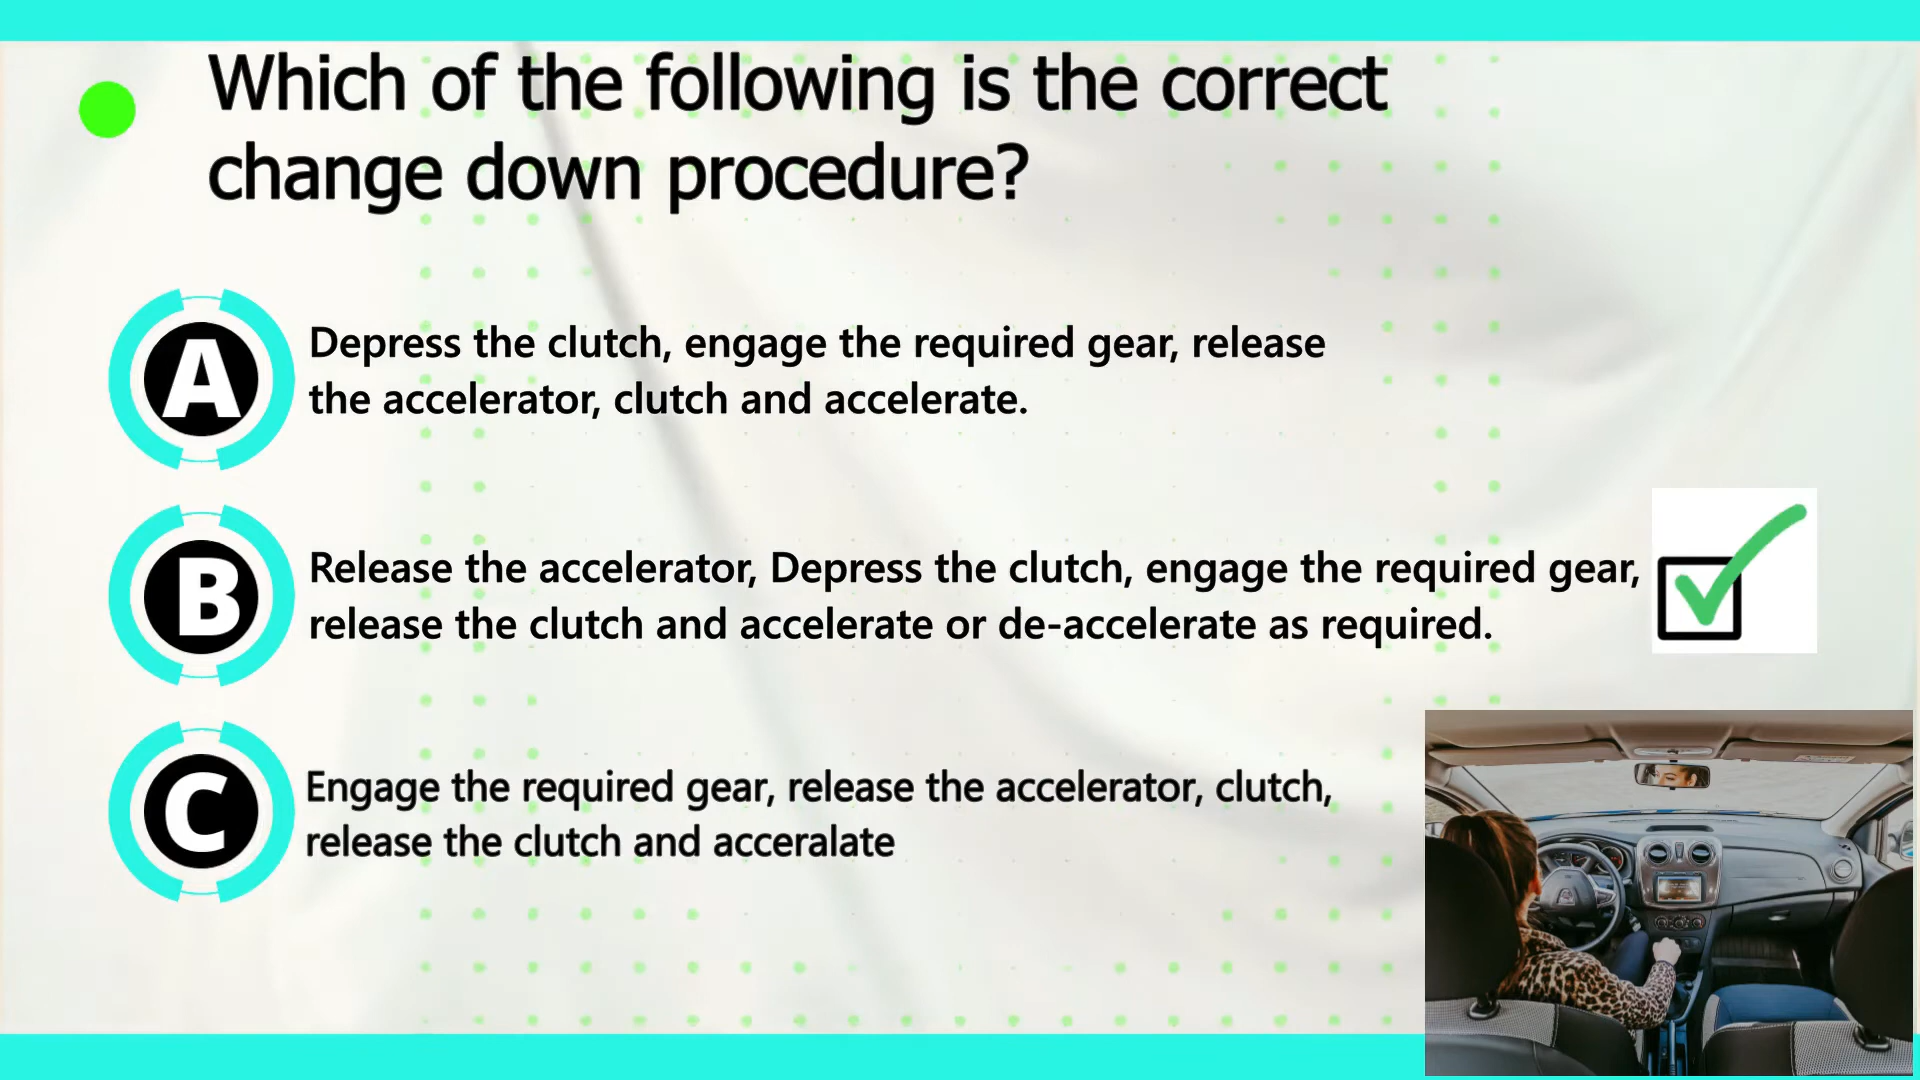 Which of the following is the correct
change down procedure?
A
Depress the clutch, engage the required gear, release
the accelerator, clutch and accelerate.
B
Release the accelerator, Depress the clutch, engage the required gear,
release the clutch and accelerate or de-accelerate as required.
C
Engage the required gear, release the accelerator, clutch,
release the clutch and acceralate